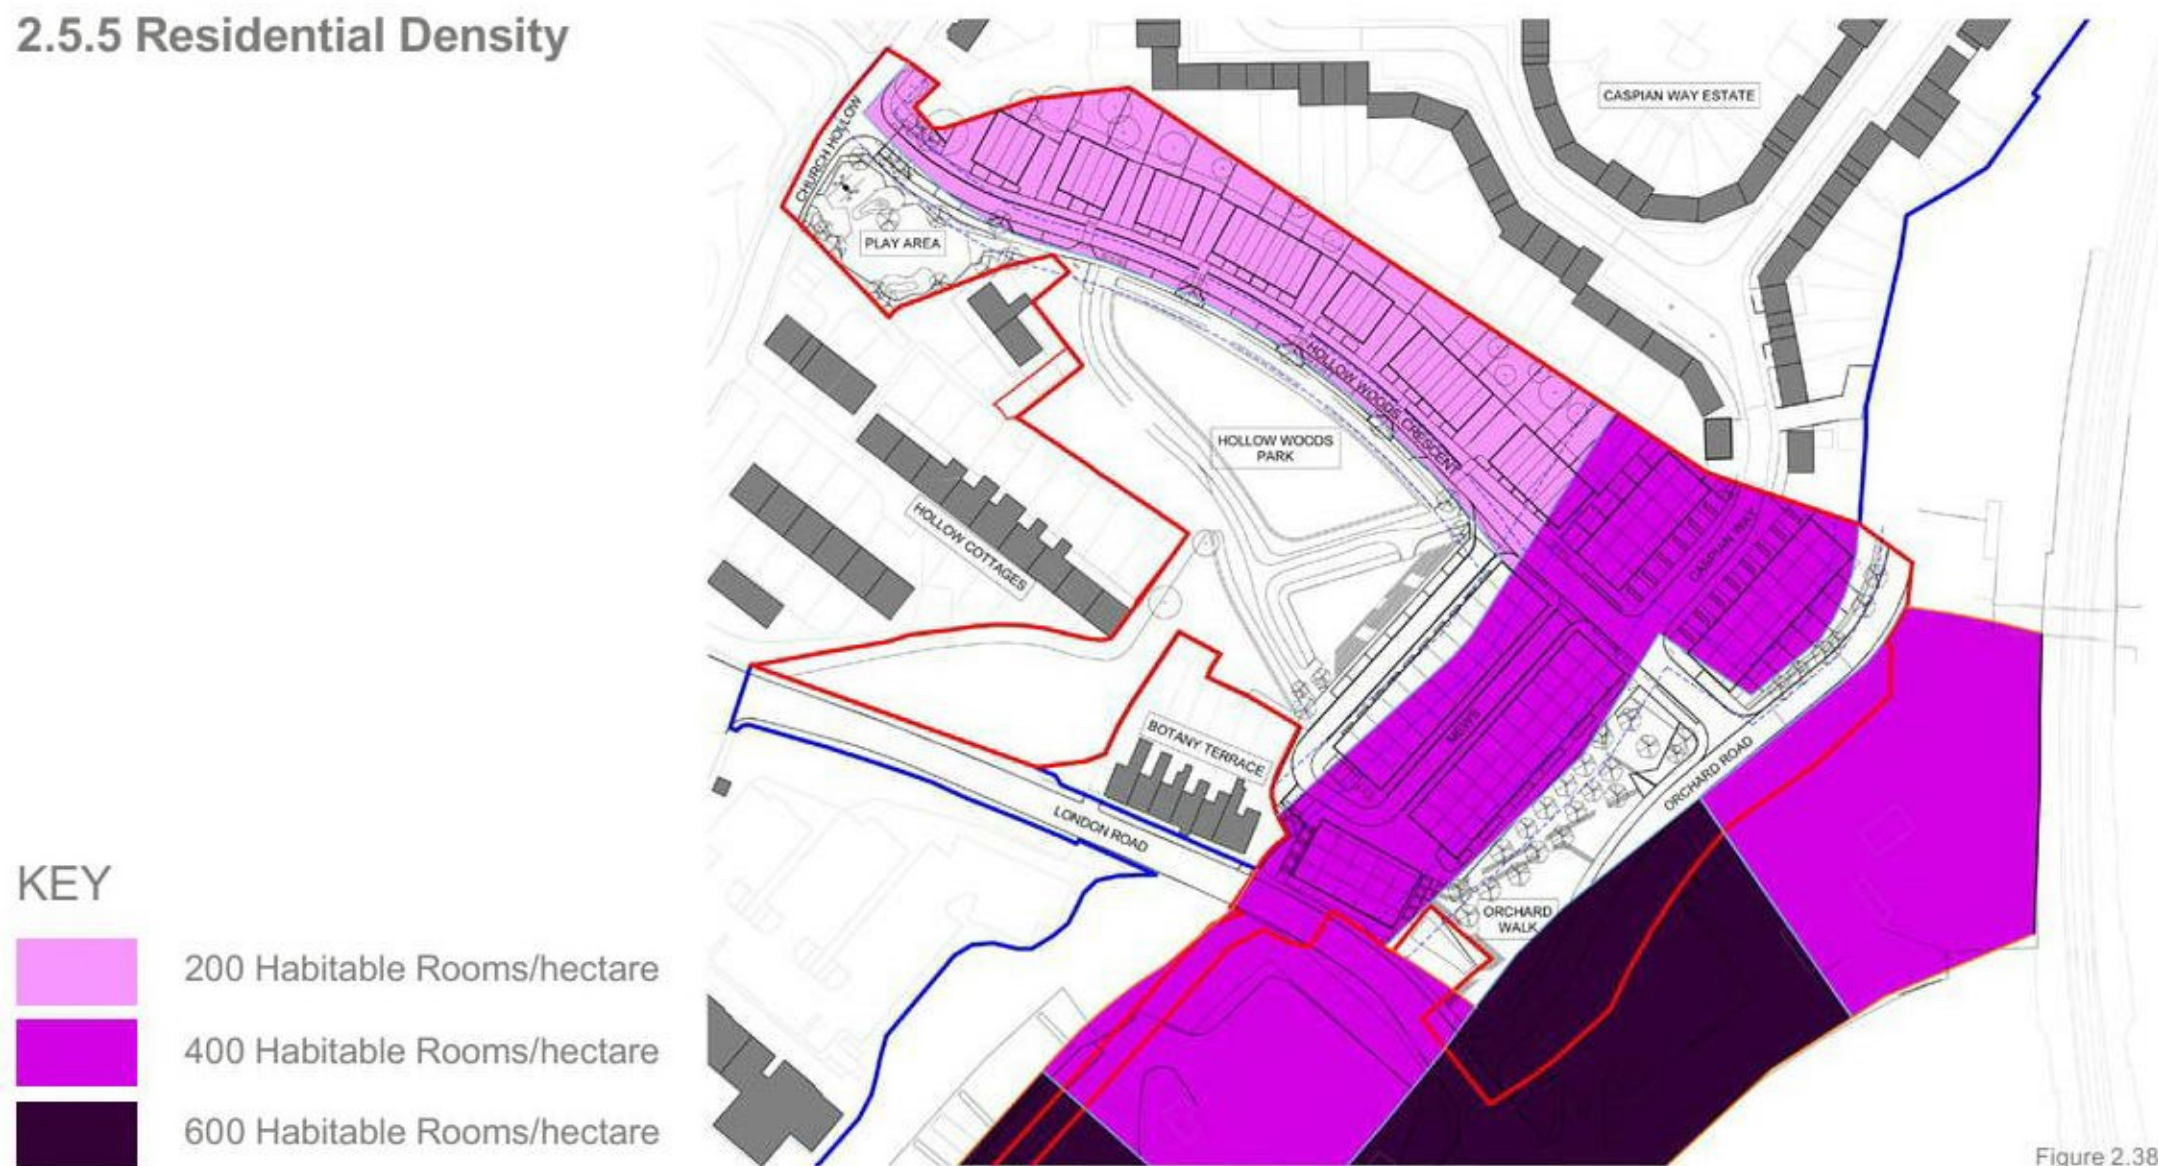 2.5.5 Residential Density
CASPIAN WAY ESTATE
CHURCH HOLLOW
PLAY AREA
HOLLOW WOODS CRESCENT
HOLLOW WOODS
PARK
HOLLOW COTTAGES
CASPIAN WAY
MEWS
BOTANY TERRACE
ORCHARD ROAD
LONDON ROAD
ORCHARD
WALK
KEY
200 Habitable Rooms/hectare
400 Habitable Rooms/hectare
600 Habitable Rooms/hectare
Figure 2.38